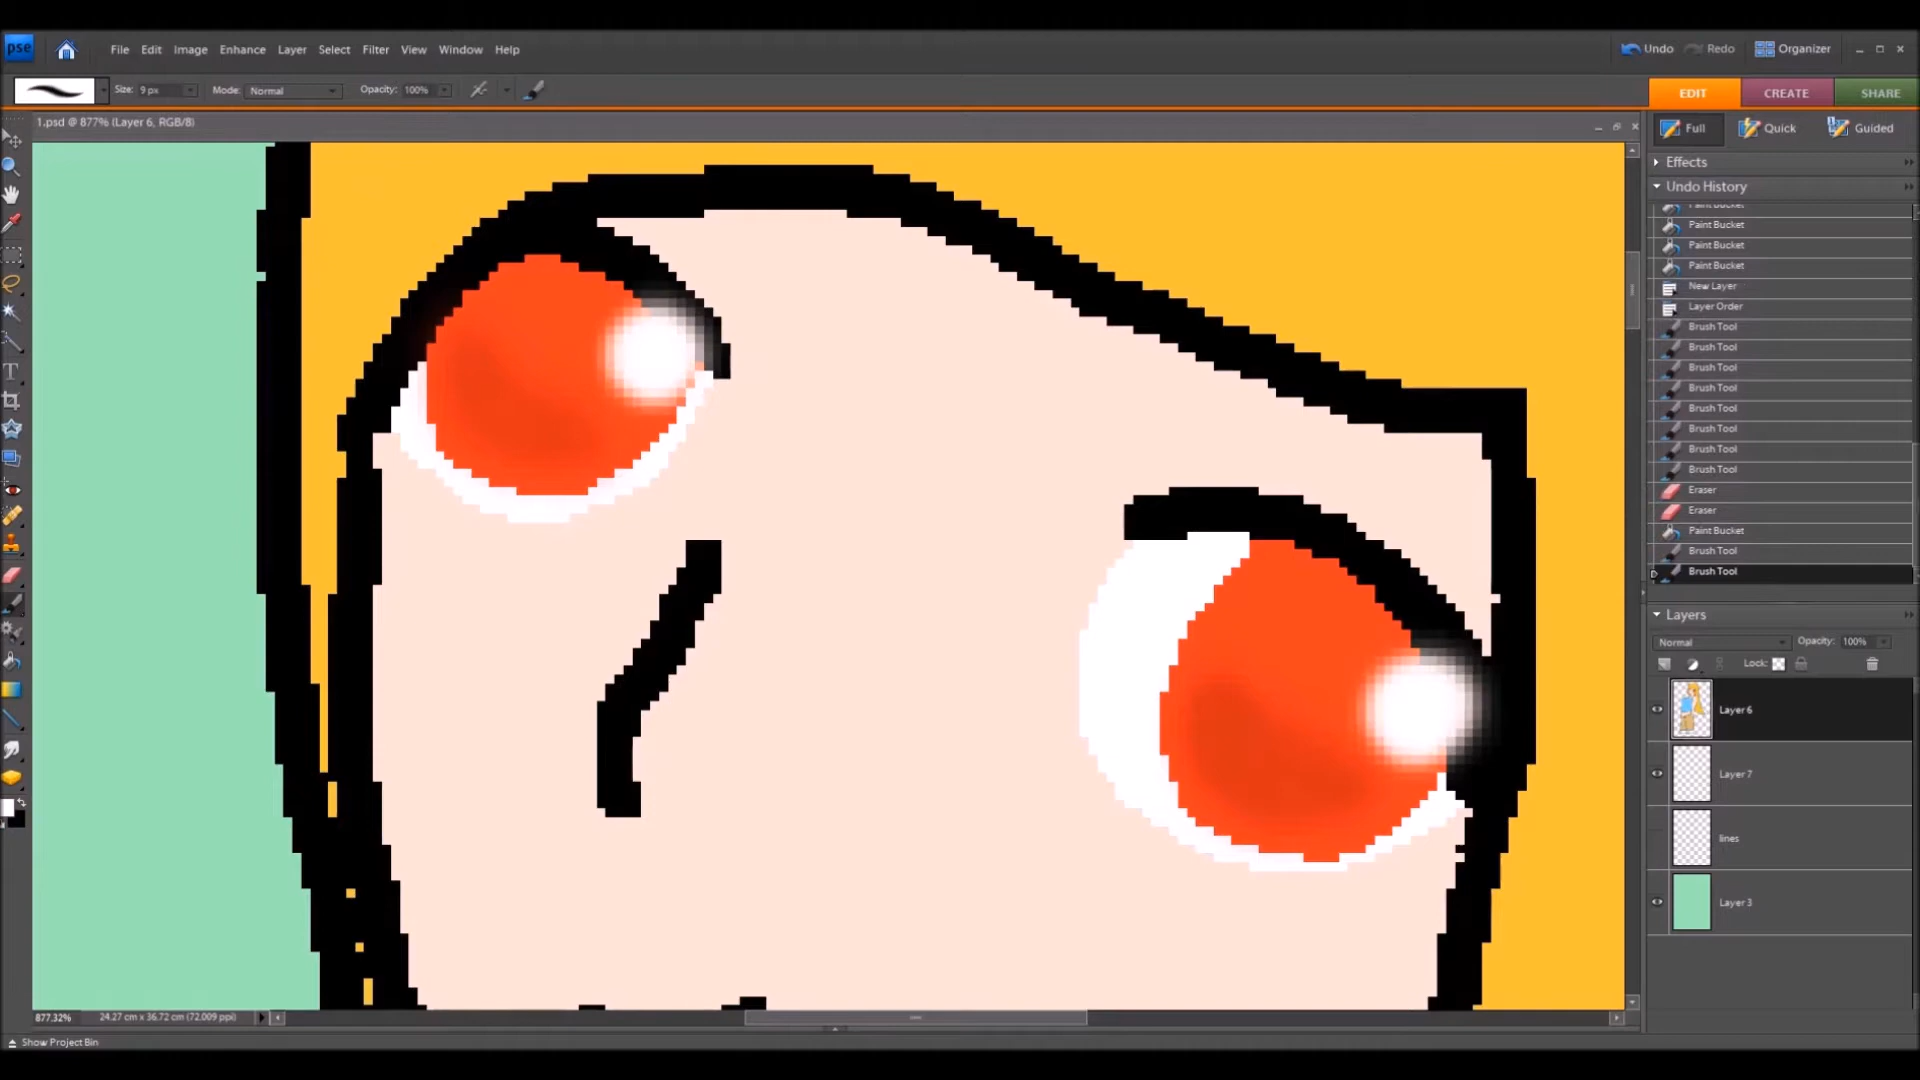 pse
File Edit Image Enhance Layer Select Filter View Window Help
Undo Redo Organizer
Size: 9 px Mode: Normal Opacity: 100%
EDIT CREATE SHARE
1.psd @ 877% (Layer 6, RGB/8)
Full Quick Guided
Effects
Undo History
Paint Bucket
Paint Bucket
Paint Bucket
Paint Bucket
New Layer
Layer Order
Brush Tool
Brush Tool
Brush Tool
Brush Tool
Brush Tool
Brush Tool
Brush Tool
Brush Tool
Eraser
Eraser
Paint Bucket
Brush Tool
Brush Tool
Layers
Normal Opacity: 100%
Lock:
Layer 6
Layer 7
lines
Layer 3
877.32% 24.27 cm x 36.72 cm (72.009 ppi)
Show Project Bin